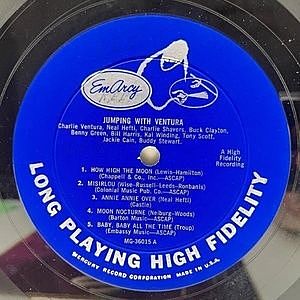 EmArcy
JUMPING WITH VENTURA
Charlie Ventura, Neal Hefti, Charlie Shavers, Buck Clayton,
Benny Green, Bill Harris, Kai Winding, Tony Scott,
Jackie Cain, Buddy Stewart.
A High
Fidelity
Recording
1. HOW HIGH THE MOON (Lewis-Hamilton)
(Chappell & Co., Inc.—ASCAP)
2. MISIRLOU (Wise-Russell-Leeds-Ronbanis)
(Colonial Music Pub. Co.—ASCAP)
3. ANNIE ANNIE OVER (Neal Hefti)
(Castin)
4. MOON NOCTURNE (Neiburg-Woods)
(Barton Music—ASCAP)
5. BABY, BABY ALL THE TIME (Troup)
(Embassy Music—ASCAP)
MG-36015 A
LONG PLAYING HIGH FIDELITY
MERCURY RECORD CORPORATION MADE IN U.S.A.